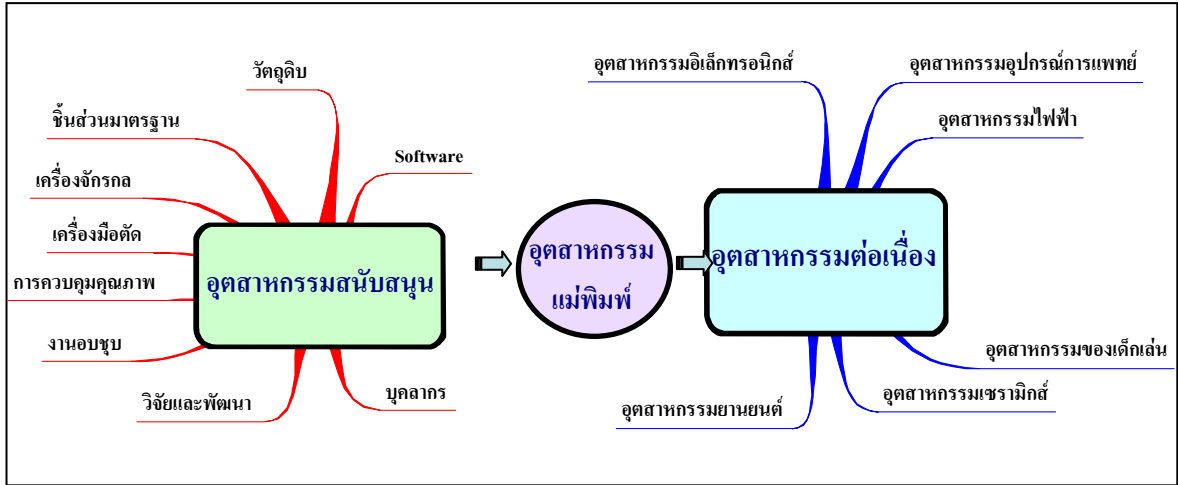 วัตถุดิบ
ชิ้นส่วนมาตรฐาน
Software
เครื่องจักรกล
เครื่องมือตัด
การควบคุมคุณภาพ
งานอบชุบ
วิจัยและพัฒนา
บุคลากร
อุตสาหกรรมสนับสนุน
อุตสาหกรรม
แม่พิมพ์
อุตสาหกรรมต่อเนื่อง
อุตสาหกรรมอิเล็กทรอนิกส์
อุตสาหกรรมอุปกรณ์การแพทย์
อุตสาหกรรมไฟฟ้า
อุตสาหกรรมของเด็กเล่น
อุตสาหกรรมเซรามิกส์
อุตสาหกรรมยานยนต์